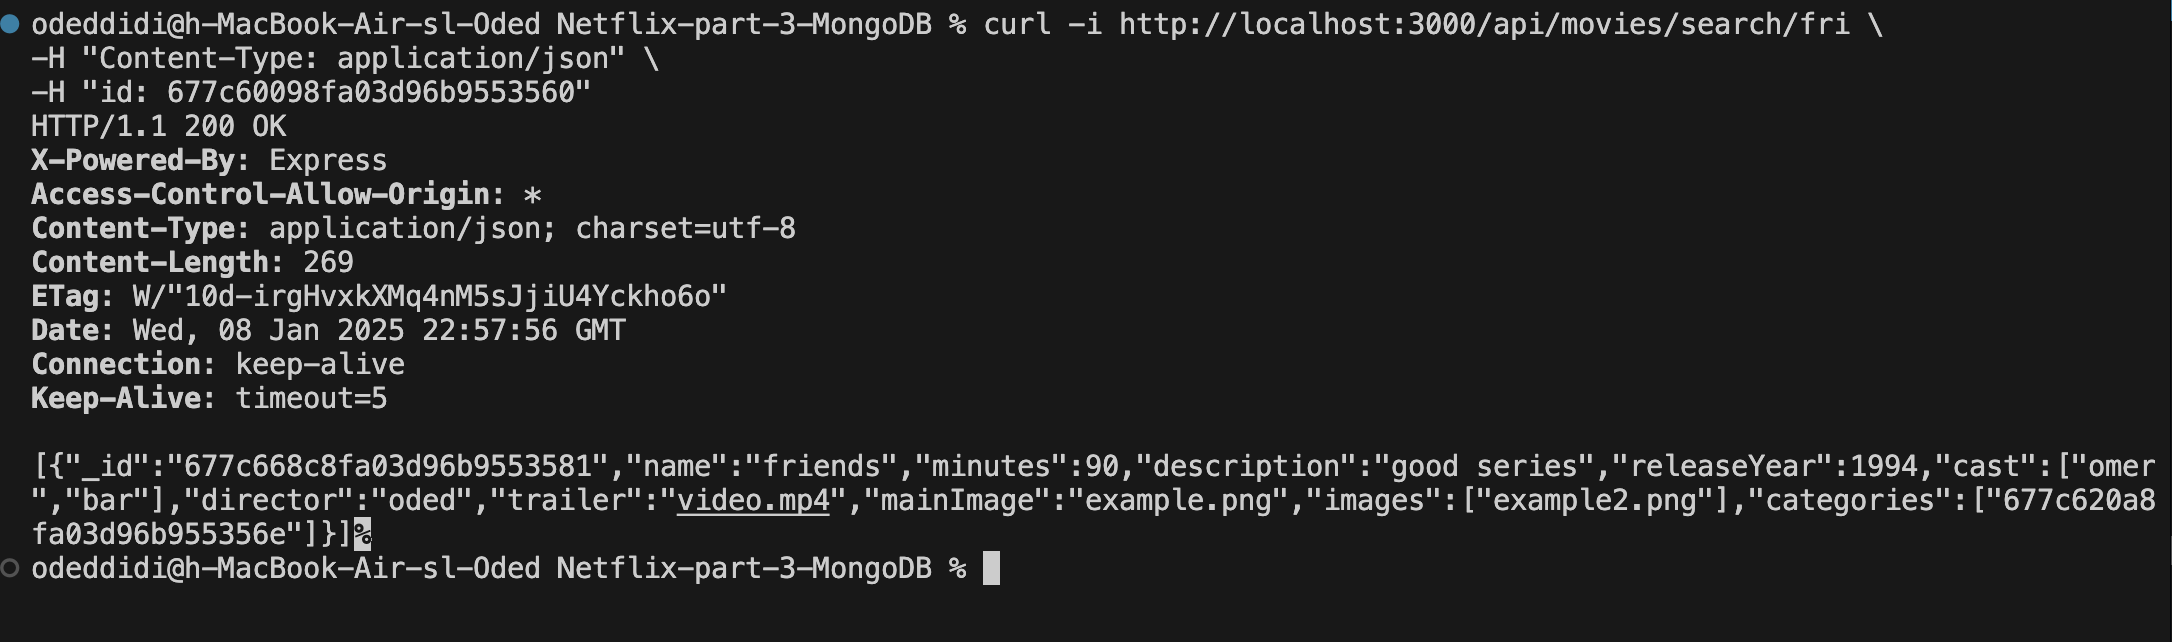 odeddidi@h-MacBook-Air-sl-Oded Netflix-part-3-MongoDB % curl -i http://localhost:3000/api/movies/search/fri \
-H "Content-Type: application/json" \
-H "id: 677c60098fa03d96b9553560"
HTTP/1.1 200 OK
X-Powered-By: Express
Access-Control-Allow-Origin: *
Content-Type: application/json; charset=utf-8
Content-Length: 269
ETag: W/"10d-irgHvxkXMq4nM5sJjiU4Yckho6o"
Date: Wed, 08 Jan 2025 22:57:56 GMT
Connection: keep-alive
Keep-Alive: timeout=5

[{"_id":"677c668c8fa03d96b9553581","name":"friends","minutes":90,"description":"good series","releaseYear":1994,"cast":["omer
","bar"],"director":"oded","trailer":"video.mp4","mainImage":"example.png","images":["example2.png"],"categories":["677c620a8
fa03d96b955356e"]}]%
odeddidi@h-MacBook-Air-sl-Oded Netflix-part-3-MongoDB %